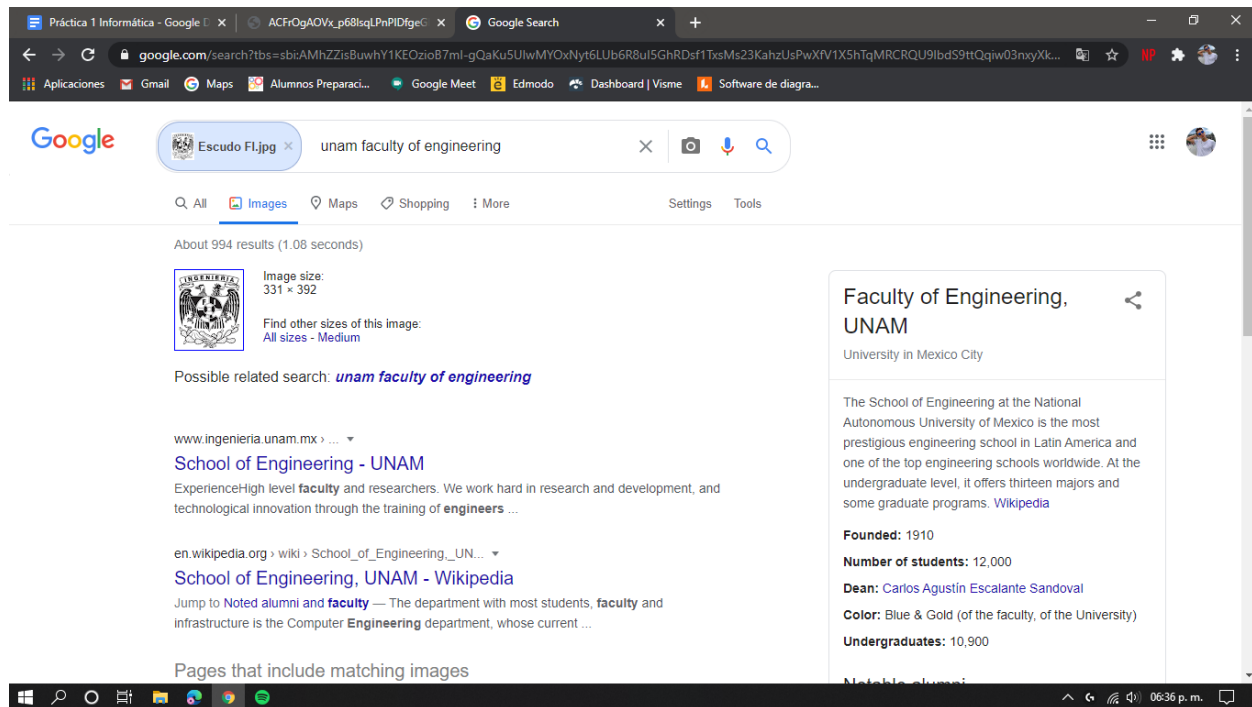 Práctica 1 Informática - Google D
ACFrOgAOVx_p68lsqLPnPIDfgeG
Google Search
google.com/search?tbs=sbi:AMhZZisBuwhY1KEOzio87ml-gQaKu5UlwMYOxNyt6LUb6R8ul5GhRDsf1TxsMs23KahzUsPwXfV1X5hTqMRCRQU9lbdS9ttQqiw03nxyXk...
NP
Aplicaciones
Gmail
Maps
Alumnos Preparaci...
Google Meet
Edmodo
Dashboard | Visme
Software de diagra...
Google
Escudo FI.jpg
unam faculty of engineering
All
Images
Maps
Shopping
More
Settings
Tools
About 994 results (1.08 seconds)
INGENIERIA
Image size:
331 × 392
Find other sizes of this image:
All sizes - Medium
Possible related search: unam faculty of engineering
www.ingenieria.unam.mx › ...
School of Engineering - UNAM
ExperienceHigh level faculty and researchers. We work hard in research and development, and
technological innovation through the training of engineers ...
en.wikipedia.org › wiki › School_of_Engineering,_UN...
School of Engineering, UNAM - Wikipedia
Jump to Noted alumni and faculty — The department with most students, faculty and
infrastructure is the Computer Engineering department, whose current ...
Pages that include matching images
Faculty of Engineering,
UNAM
University in Mexico City
The School of Engineering at the National
Autonomous University of Mexico is the most
prestigious engineering school in Latin America and
one of the top engineering schools worldwide. At the
undergraduate level, it offers thirteen majors and
some graduate programs. Wikipedia
Founded: 1910
Number of students: 12,000
Dean: Carlos Agustín Escalante Sandoval
Color: Blue & Gold (of the faculty, of the University)
Undergraduates: 10,900
Notable alumni
06:36 p. m.